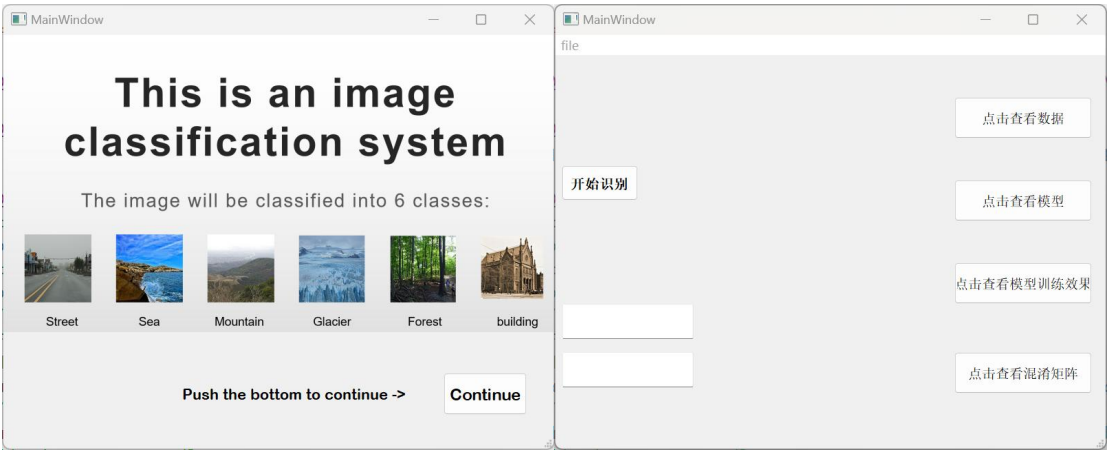 MainWindow
This is an image
classification system
The image will be classified into 6 classes:
Street Sea Mountain Glacier Forest building
Push the bottom to continue -> Continue
MainWindow
file
点击查看数据
开始识别
点击查看模型
点击查看模型训练效果
点击查看混淆矩阵